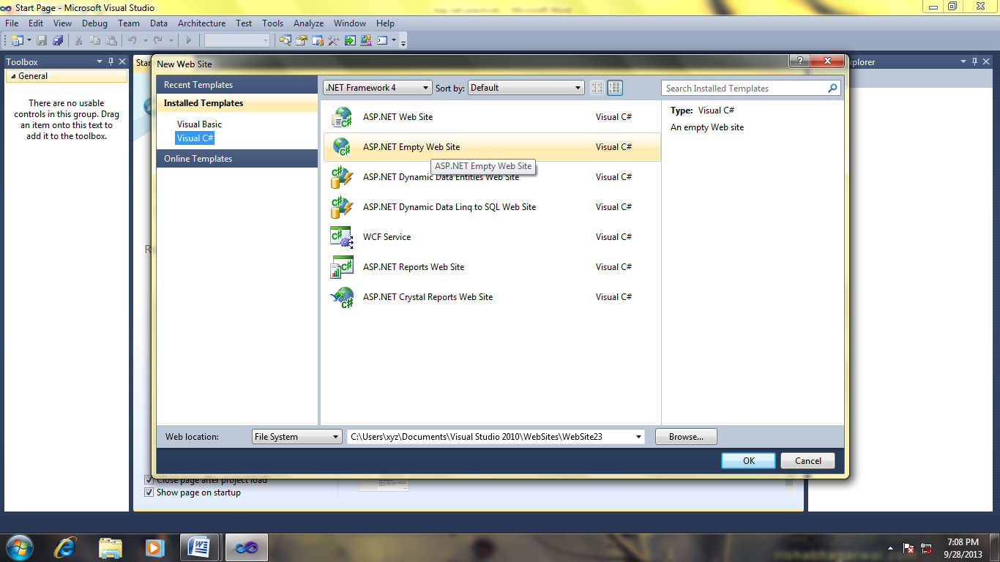 Start Page - Microsoft Visual Studio
File Edit View Debug Team Data Architecture Test Tools Analyze Window Help
Toolbox
General
There are no usable
controls in this group. Drag
an item onto this text to
add it to the toolbox.
Star
xplorer
New Web Site
Recent Templates
Installed Templates
Visual Basic
Visual C#
Online Templates
.NET Framework 4
Sort by: Default
Search Installed Templates
ASP.NET Web Site Visual C#
ASP.NET Empty Web Site Visual C#
ASP.NET Empty Web Site
ASP.NET Dynamic Data Entities Web Site Visual C#
ASP.NET Dynamic Data Linq to SQL Web Site Visual C#
WCF Service Visual C#
ASP.NET Reports Web Site Visual C#
ASP.NET Crystal Reports Web Site Visual C#
Type: Visual C#
An empty Web site
R
Web location: File System C:\Users\xyz\Documents\Visual Studio 2010\WebSites\WebSite23 Browse...
OK Cancel
Close page after project load
Show page on startup
7:08 PM
9/28/2013